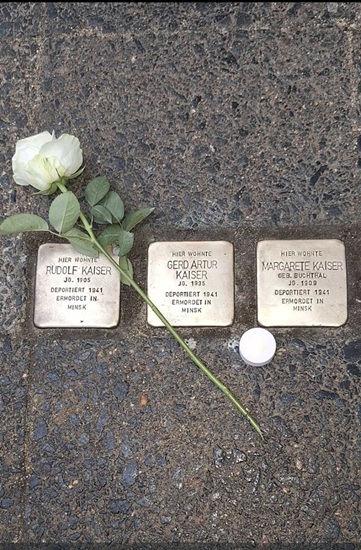 HIER WOHNTE
RUDOLF KAISER
JG. 1905
DEPORTIERT 1941
ERMORDET IN
MINSK
HIER WOHNTE
GERD ARTUR
KAISER
JG. 1935
DEPORTIERT 1941
ERMORDET IN
MINSK
HIER WOHNTE
MARGARETE KAISER
GEB. BUCHTHAL
JG. 1909
DEPORTIERT 1941
ERMORDET IN
MINSK